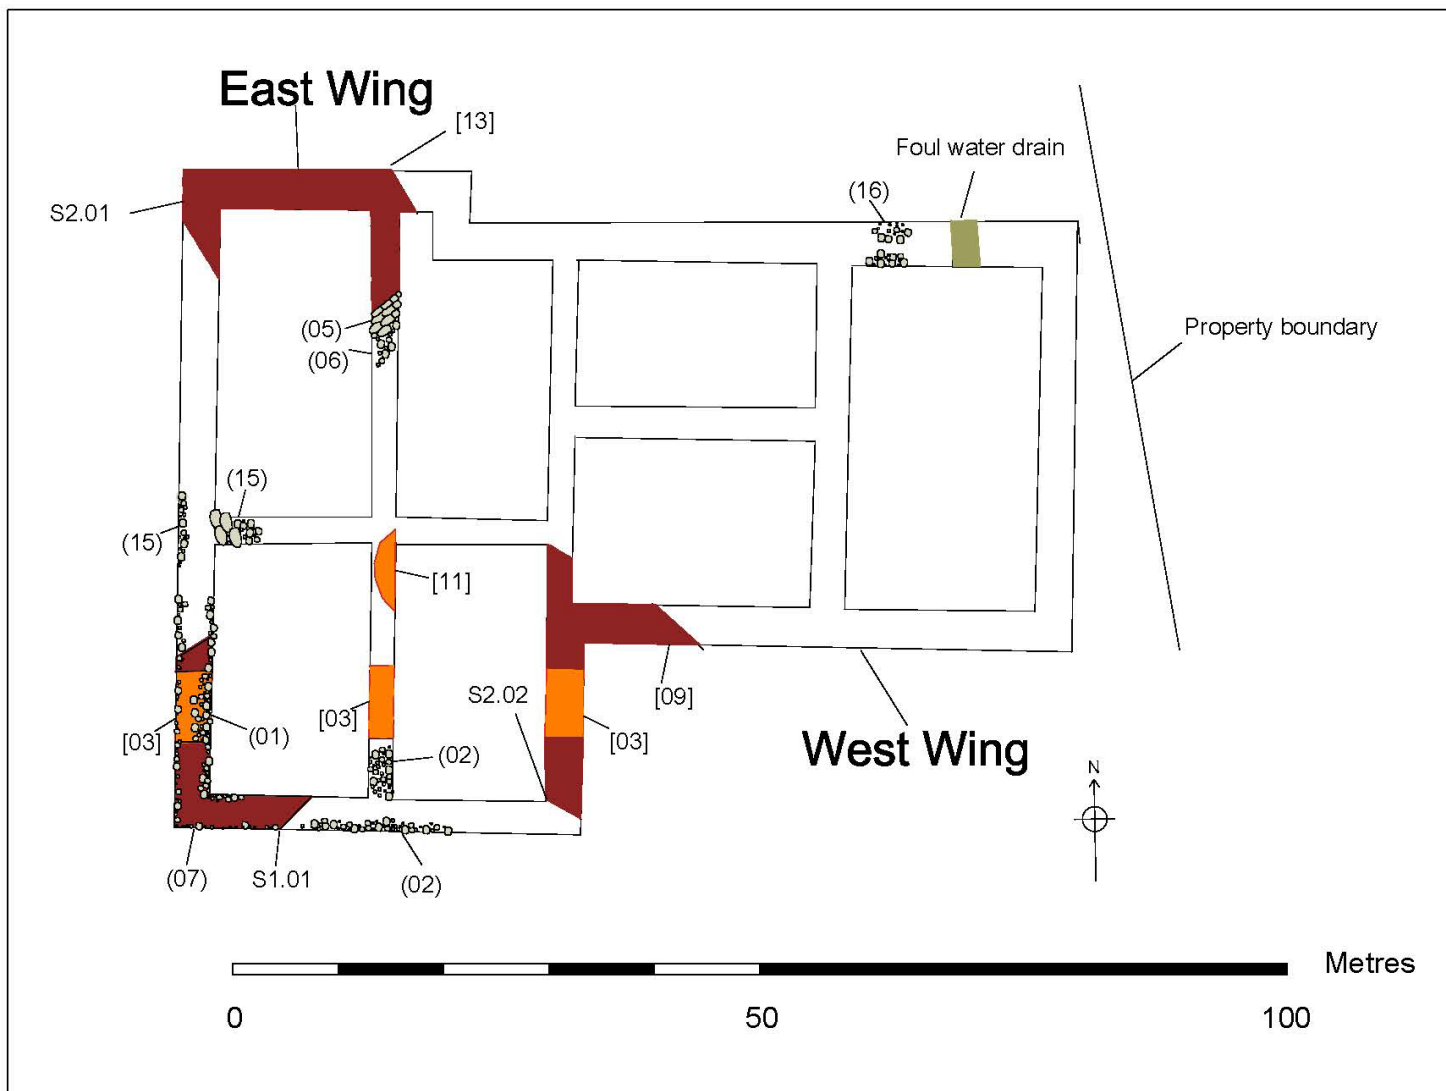 East Wing
[13]
Foul water drain
(16)
S2.01
Property boundary
(05)
(06)
(15)
(15)
[11]
S2.02
[09]
[03]
(01)
[03]
[03]
(02)
West Wing
N
(07)
S1.01
(02)
Metres
0
50
100